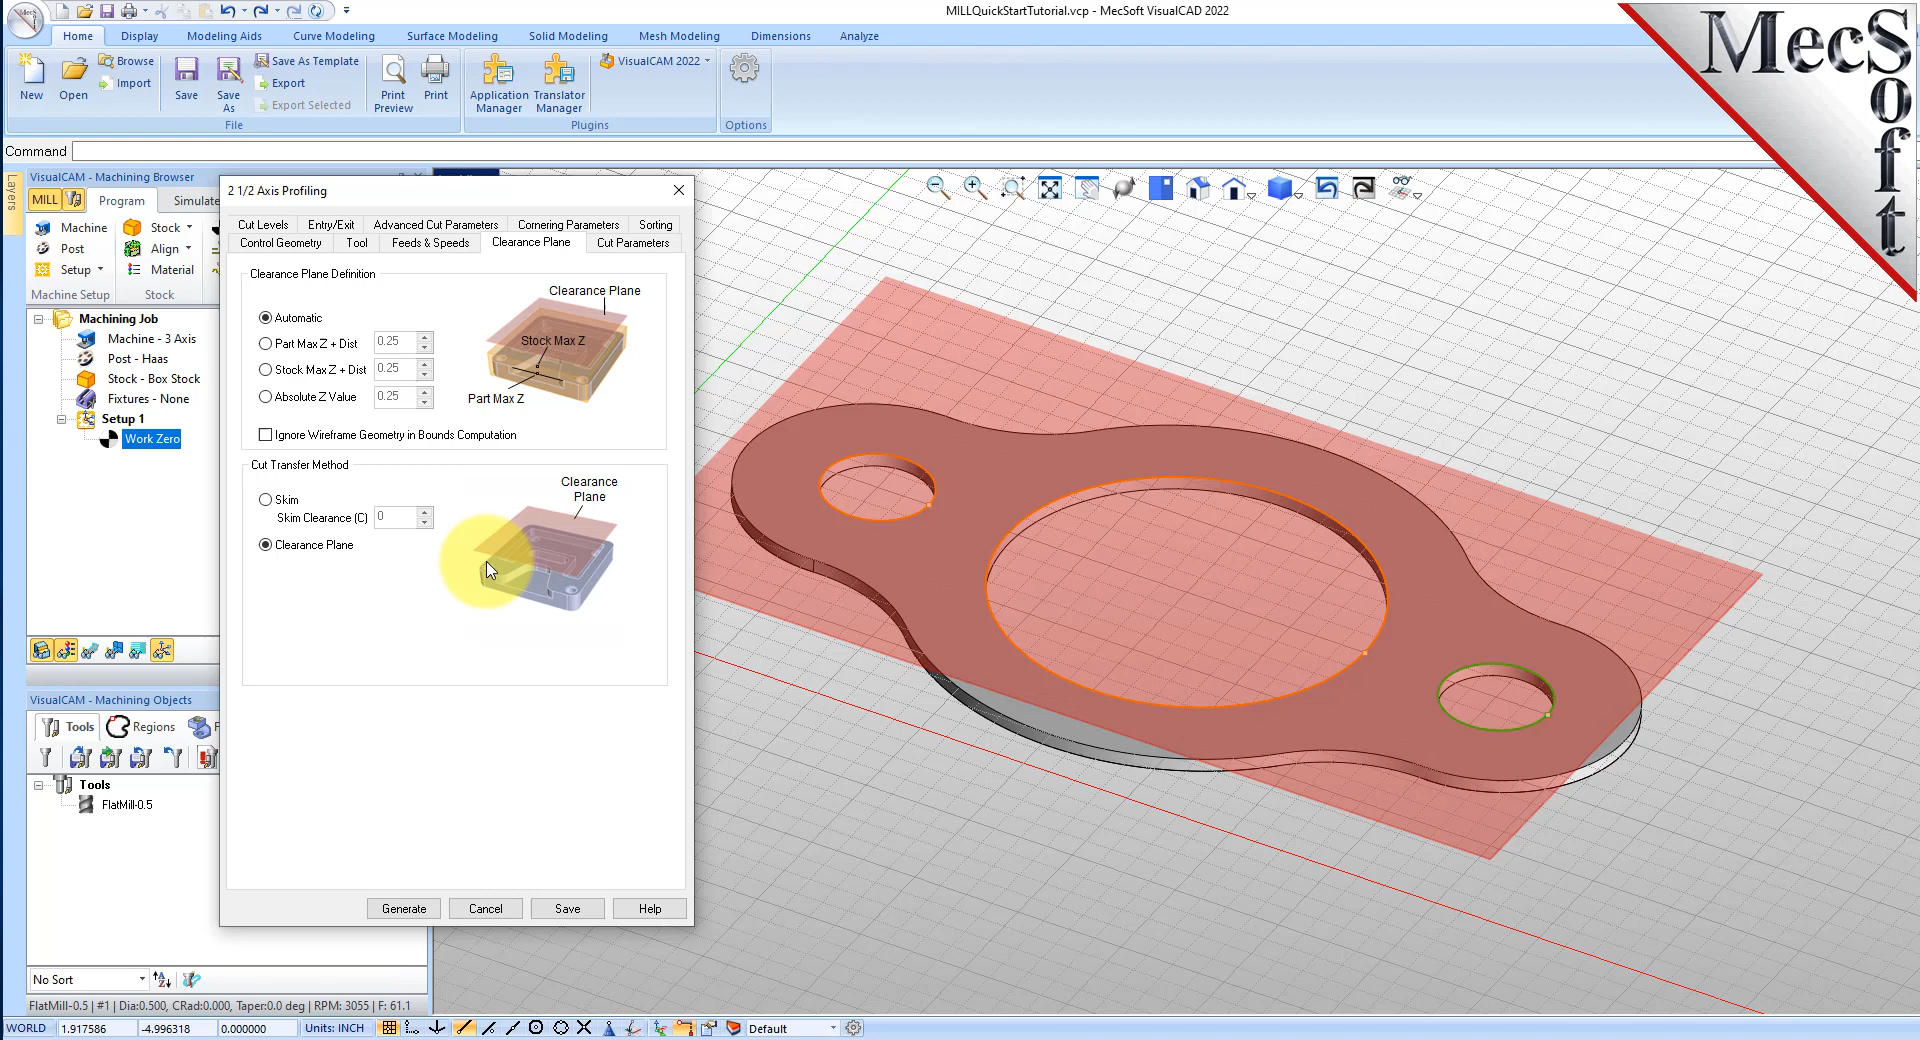 MILLQuickStartTutorial.vcp - MecSoft VisualCAD 2022
MecSoft
Home Display Modeling Aids Curve Modeling Surface Modeling Solid Modeling Mesh Modeling Dimensions Analyze
New Open Browse Import Save Save As Save As Template Export Export Selected Print Preview Print
File
Application Manager Translator Manager VisualCAM 2022
Plugins
Options
Command
Layers
VisualCAM - Machining Browser
MILL Program Simulate
Machine Stock
Post Align
Setup Material
Machine Setup Stock
Machining Job
Machine - 3 Axis
Post - Haas
Stock - Box Stock
Fixtures - None
Setup 1
Work Zero
VisualCAM - Machining Objects
Tools Regions
Tools
FlatMill-0.5
No Sort
FlatMill-0.5 | #1 | Dia:0.500, CRad:0.000, Taper:0.0 deg | RPM: 3055 | F: 61.1
2 1/2 Axis Profiling
Cut Levels Entry/Exit Advanced Cut Parameters Cornering Parameters Sorting
Control Geometry Tool Feeds & Speeds Clearance Plane Cut Parameters
Clearance Plane Definition
Automatic
Part Max Z + Dist 0.25
Stock Max Z + Dist 0.25
Absolute Z Value 0.25
Clearance Plane
Stock Max Z
Part Max Z
Ignore Wireframe Geometry in Bounds Computation
Cut Transfer Method
Skim
Skim Clearance (C) 0
Clearance Plane
Clearance
Plane
Generate Cancel Save Help
WORLD 1.917586 -4.996318 0.000000 Units: INCH Default